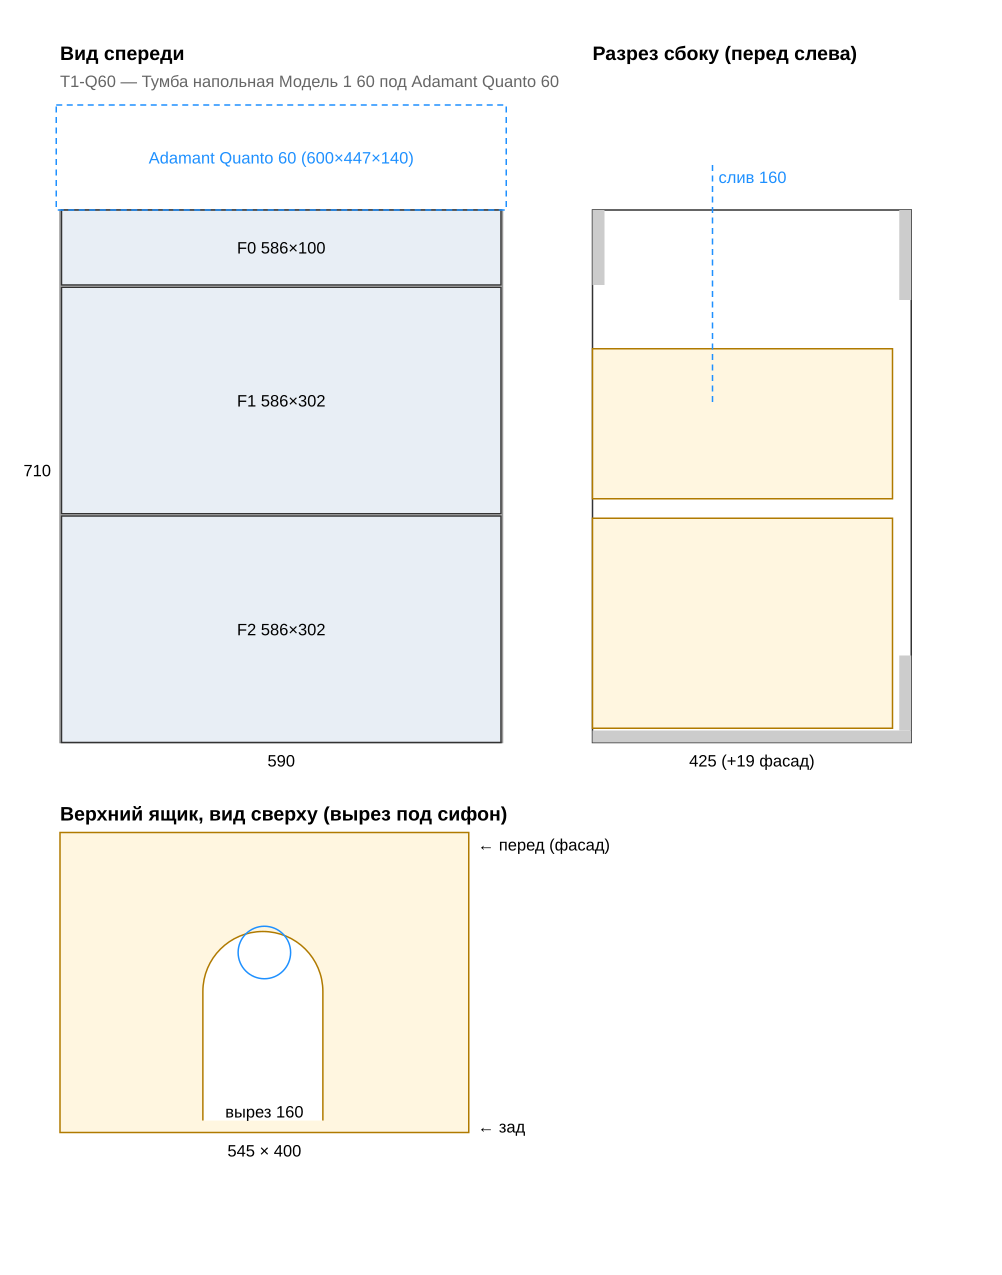 Вид спереди
T1-Q60 — Тумба напольная Модель 1 60 под Adamant Quanto 60
Adamant Quanto 60 (600×447×140)
F0 586×100
F1 586×302
710
F2 586×302
590
Разрез сбоку (перед слева)
слив 160
425 (+19 фасад)
Верхний ящик, вид сверху (вырез под сифон)
← перед (фасад)
вырез 160
← зад
545 × 400